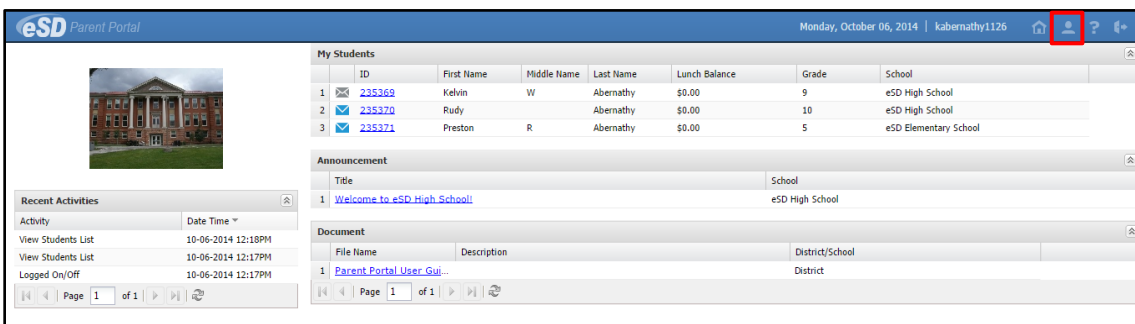 eSD Parent Portal
Monday, October 06, 2014 | kabernathy1126 ?
My Students
ID First Name Middle Name Last Name Lunch Balance Grade School
1 235369 Kelvin W Abernathy $0.00 9 eSD High School
2 235370 Rudy Abernathy $0.00 10 eSD High School
3 235371 Preston R Abernathy $0.00 5 eSD Elementary School
Announcement
Title School
1 Welcome to eSD High School! eSD High School
Document
File Name Description District/School
1 Parent Portal User Gui... District
Page 1 of 1
Recent Activities
Activity Date Time
View Students List 10-06-2014 12:18PM
View Students List 10-06-2014 12:17PM
Logged On/Off 10-06-2014 12:17PM
Page 1 of 1